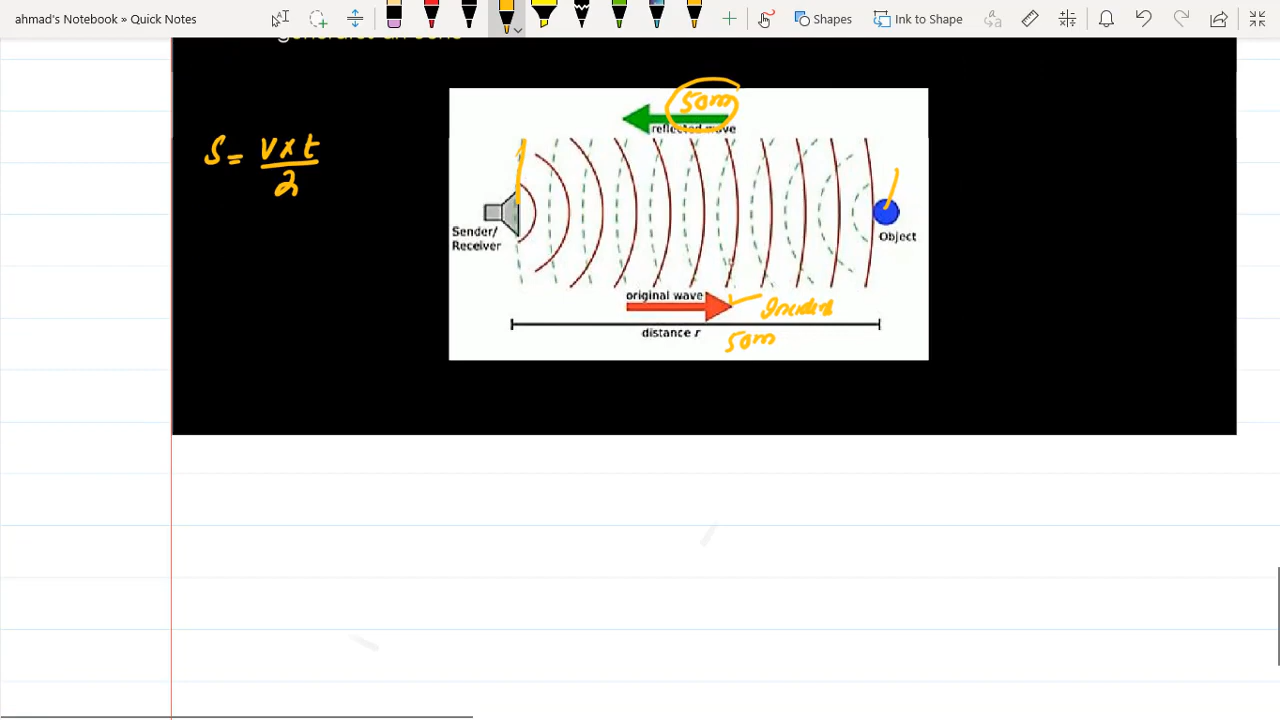 ahmad's Notebook » Quick Notes
Shapes
Ink to Shape
50m
reflected wave
S = v x t
2
Sender/
Receiver
Object
original wave
distance r
50m